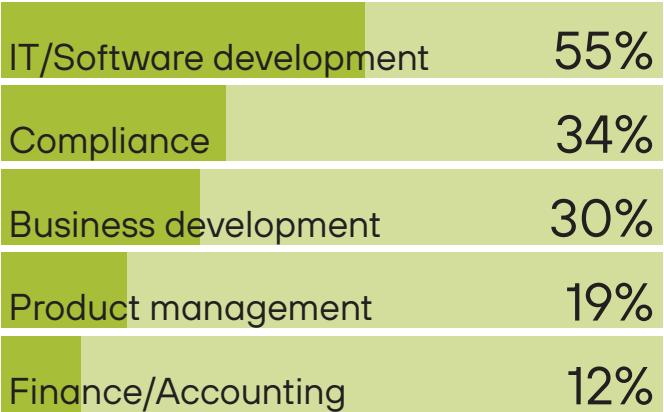 IT/Software development 55%
Compliance 34%
Business development 30%
Product management 19%
Finance/Accounting 12%